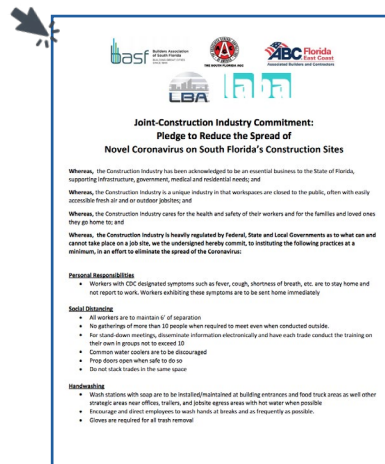 basf Builders Association
of South Florida
THE SOUTH FLORIDA AGC
ABC Florida
East Coast
Associated Builders and Contractors
LBA
laba
Joint-Construction Industry Commitment:
Pledge to Reduce the Spread of
Novel Coronavirus on South Florida's Construction Sites
Whereas, the Construction Industry has been acknowledged to be an essential business to the State of Florida,
supporting infrastructure, government, medical and residential needs; and
Whereas, the Construction Industry is a unique industry in that workspaces are closed to the public, often with easily
accessible fresh air and or outdoor jobsites; and
Whereas, the Construction Industry cares for the health and safety of their workers and for the families and loved ones
they go home to; and
Whereas, the Construction Industry is heavily regulated by Federal, State and Local Governments as to what can and
cannot take place on a job site, we the undersigned hereby commit, to instituting the following practices at a
minimum, in an effort to eliminate the spread of the Coronavirus:
Personal Responsibilities
• Workers with CDC designated symptoms such as fever, cough, shortness of breath, etc. are to stay home and
not report to work. Workers exhibiting these symptoms are to be sent home immediately
Social Distancing
• All workers are to maintain 6' of separation
• No gatherings of more than 10 people when required to meet even when conducted outside.
• For stand-down meetings, disseminate information electronically and have each trade conduct the training on
their own in groups not to exceed 10
• Common water coolers are to be discouraged
• Prop doors open when safe to do so
• Do not stack trades in the same space
Handwashing
• Wash stations with soap are to be installed/maintained at building entrances and food truck areas as well other
strategic areas near offices, trailers, and jobsite egress areas with hot water when possible
• Encourage and direct employees to wash hands at breaks and as frequently as possible.
• Gloves are required for all trash removal